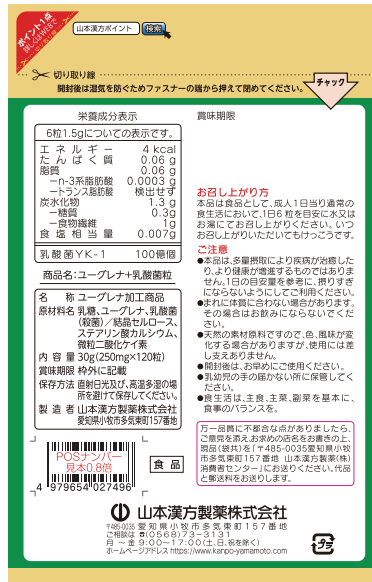 ポイント1点
詳しくはWEBで
切り取り線
山本漢方ポイント 検索
切り取り線
開封後は湿気を防ぐためファスナーの端から押えて閉めてください。
チャック
栄養成分表示
6粒1.5gについての表示です。
エネルギー 4 kcal
たんぱく質 0.06 g
脂質 0.06 g
－n-3系脂肪酸 0.0003 g
－トランス脂肪酸 検出せず
炭水化物 1.3 g
－糖質 0.3g
－食物繊維 1g
食塩相当量 0.007g
乳酸菌YK-1 100億個
商品名:ユーグレナ+乳酸菌粒
名称 ユーグレナ加工商品
原材料名 乳糖、ユーグレナ、乳酸菌
(殺菌)／結晶セルロース、
ステアリン酸カルシウム、
微粒二酸化ケイ素
内容量 30g(250mg×120粒)
賞味期限 枠外に記載
保存方法 直射日光及び、高温多湿の場
所を避けて保存してください。
製造者 山本漢方製薬株式会社
愛知県小牧市多気東町157番地
POSナンバー
見本0.8倍
4 979654 027496
食品
賞味期限
お召し上がり方
本品は食品として、成人1日当り通常の
食生活において、1日6粒を目安に水又は
お湯にてお召し上がりください。いつ
お召し上がりいただいてもけっこうです。
ご注意
●本品は、多量摂取により疾病が治癒した
り、より健康が増進するものではありま
せん。1日の目安量を参考に、摂りすぎ
にならないようにしてご利用ください。
●まれに体質に合わない場合があります。
その場合はお飲みにならないでくだ
さい。
●天然の素材原料ですので、色、風味が変
化する場合がありますが、使用には差
し支えありません。
●開封後は、お早めにご使用ください。
●乳幼児の手の届かない所に保管してく
ださい。
●食生活は、主食、主菜、副菜を基本に、
食事のバランスを。
万一品質に不都合な点がありましたら、
ご意見を添え、お求めの店名をお書きの上、
現品(袋共)を「〒485-0035愛知県小牧
市多気東町157番地 山本漢方製薬(株)
消費者センター」にお送りください。代品
と郵送料をお送りします。
山本漢方製薬株式会社
〒485-0035 愛知県小牧市多気東町157番地
ご相談は ☎(0568)73-3131
月～金 9:00～17:00(土、日、祝を除く)
ホームページアドレス https://www.kanpo-yamamoto.com
プラ